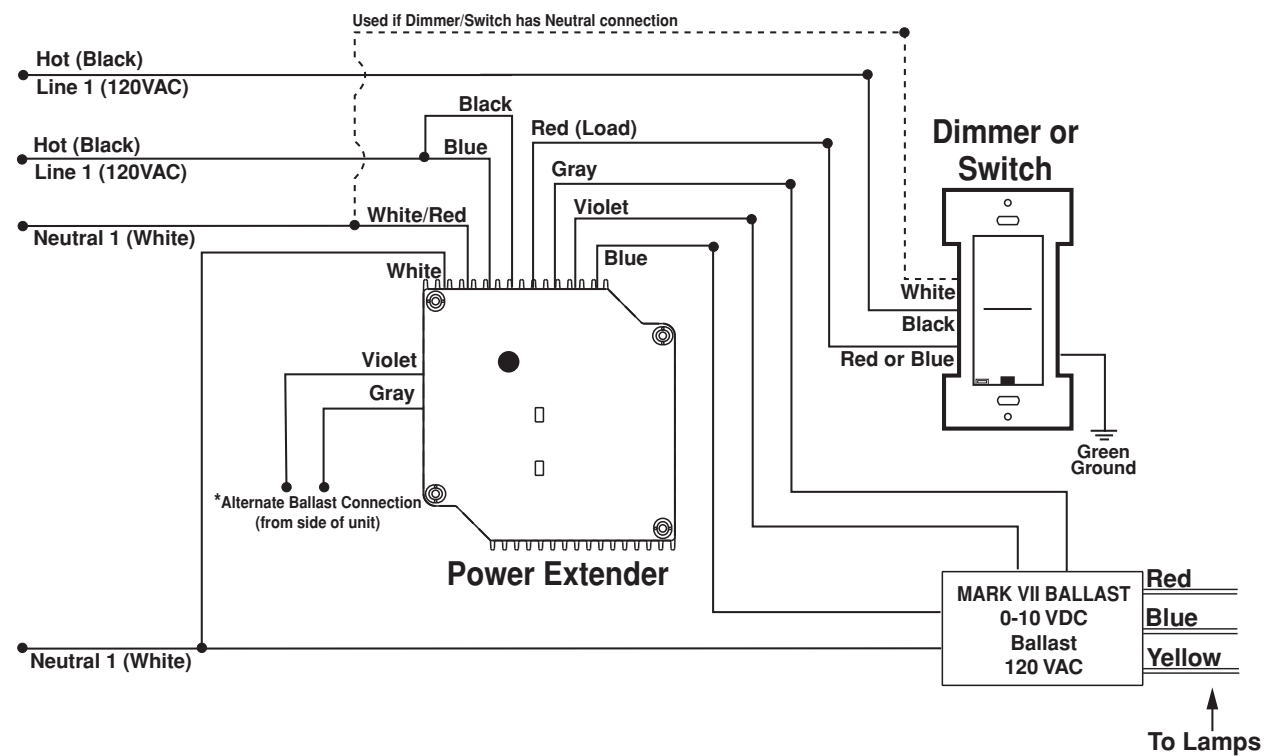 Used if Dimmer/Switch has Neutral connection
Hot (Black)
Line 1 (120VAC)
Black
Red (Load)
Dimmer or
Switch
Hot (Black)
Line 1 (120VAC)
Blue
Gray
Violet
White/Red
Neutral 1 (White)
Blue
White
White
Black
Red or Blue
Violet
Gray
Green
Ground
*Alternate Ballast Connection
(from side of unit)
Power Extender
MARK VII BALLAST
0-10 VDC
Ballast
120 VAC
Red
Blue
Yellow
Neutral 1 (White)
To Lamps